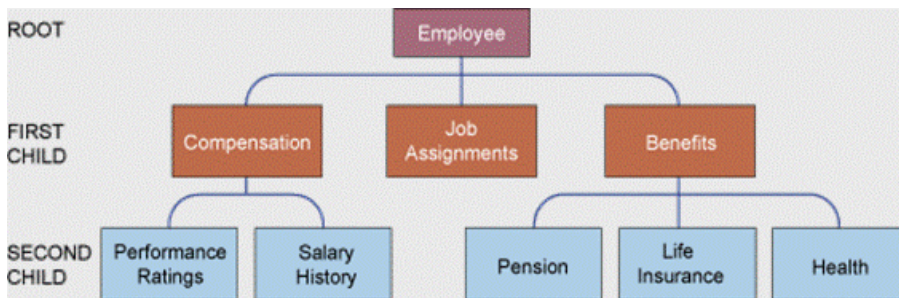 ROOT
Employee
FIRST
CHILD
Compensation
Job
Assignments
Benefits
SECOND
CHILD
Performance
Ratings
Salary
History
Pension
Life
Insurance
Health